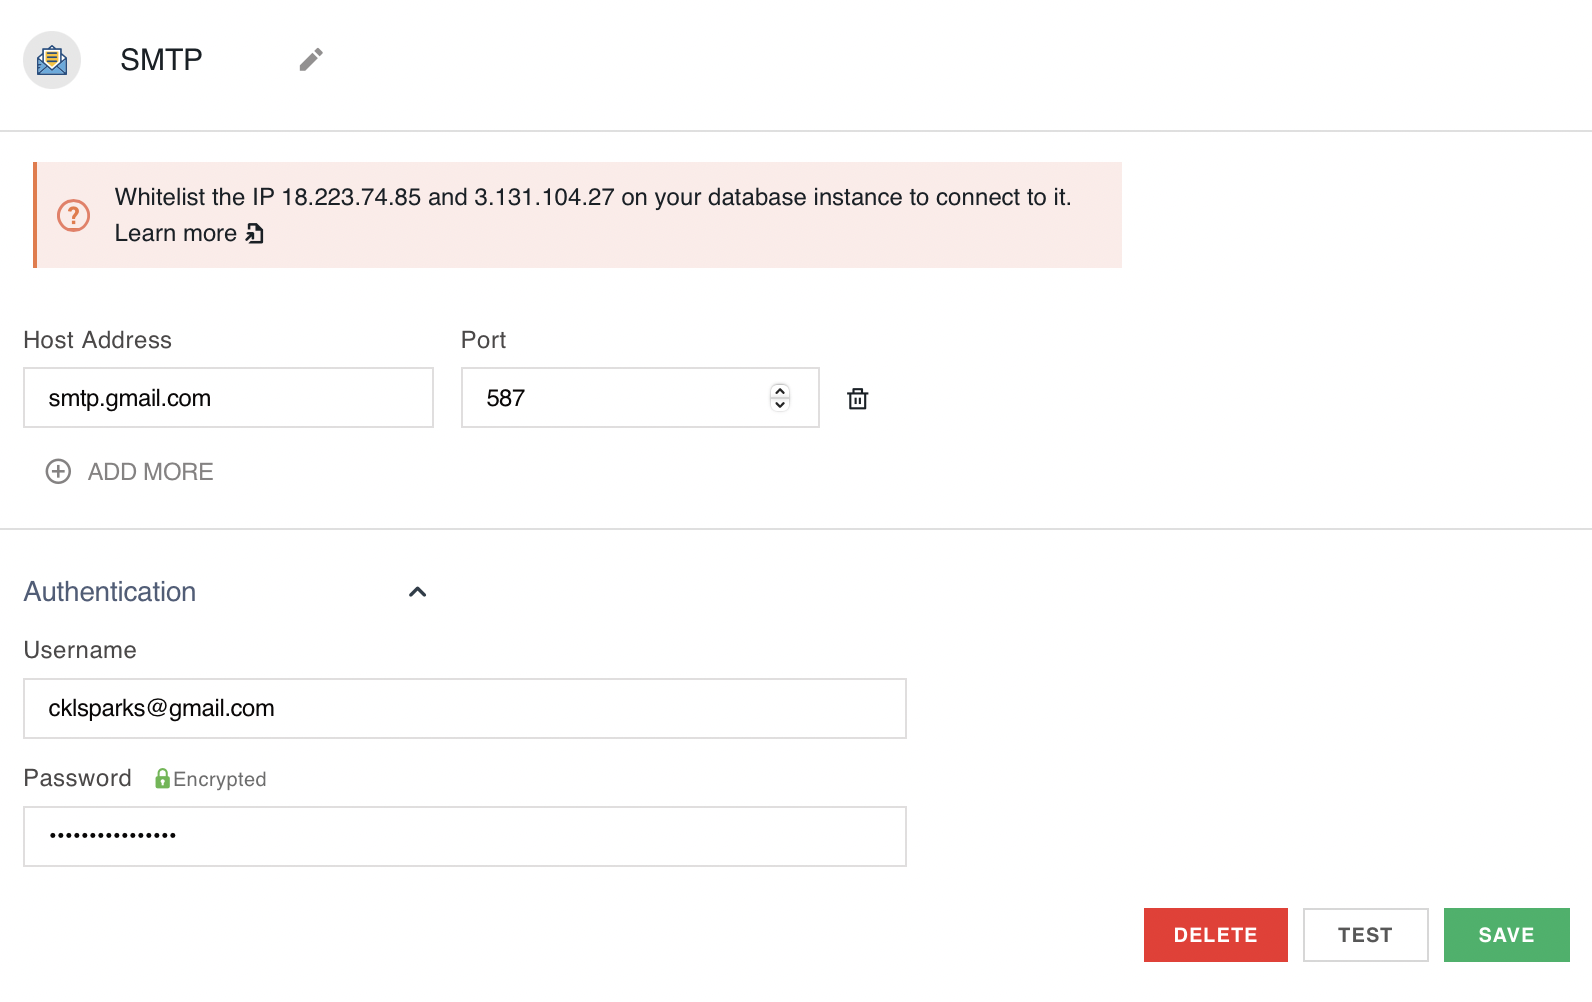 SMTP
Whitelist the IP 18.223.74.85 and 3.131.104.27 on your database instance to connect to it.
Learn more
Host Address
Port
smtp.gmail.com
587
ADD MORE
Authentication
Username
cklsparks@gmail.com
Password
Encrypted
••••••••••••••••
DELETE
TEST
SAVE